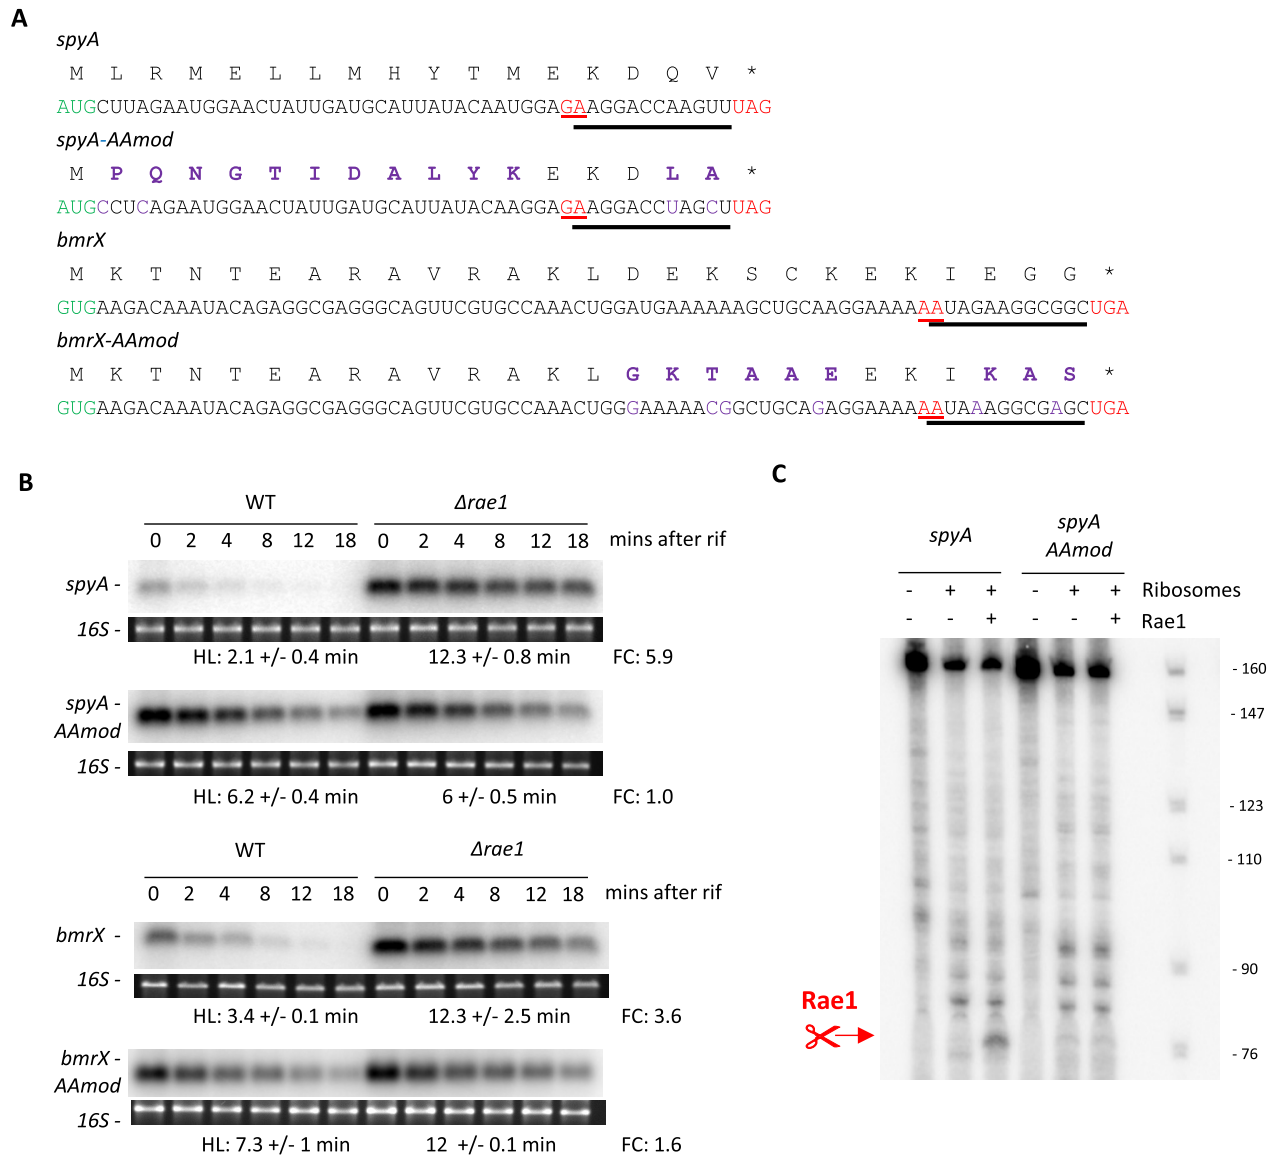 A
spyA
M L R M E L L M H Y T M E K D Q V *
AUGCUUAGAAUGGAACUAUUGAUGCAUUAUACAAUGGAGAAGGACCAAGUUUAG
spyA-AAmod
M P Q N G T I D A L Y K E K D L A *
AUGCCUCAGAAUGGAACUAUUGAUGCAUUAUACAAGGAGAAGGACCUAGCUUAG
bmrX
M K T N T E A R A V R A K L D E K S C K E K I E G G *
GUGAAGACAAAUACAGAGGCGAGGGCAGUUCGUGCCAAACUGGAUGAAAAAAGCUGCAAGGAAAAAAUAGAAGGCGGCUGA
bmrX-AAmod
M K T N T E A R A V R A K L G K T A A E E K I K A S *
GUGAAGACAAAUACAGAGGCGAGGGCAGUUCGUGCCAAACUGGGAAAAACGGCUGCAGAGGAAAAAAUAAAGGCGAGCUGA
B
WT Δrae1
0 2 4 8 12 18 0 2 4 8 12 18 mins after rif
spyA -
16S -
HL: 2.1 +/- 0.4 min 12.3 +/- 0.8 min FC: 5.9
spyA -
AAmod
16S -
HL: 6.2 +/- 0.4 min 6 +/- 0.5 min FC: 1.0
WT Δrae1
0 2 4 8 12 18 0 2 4 8 12 18 mins after rif
bmrX -
16S -
HL: 3.4 +/- 0.1 min 12.3 +/- 2.5 min FC: 3.6
bmrX -
AAmod
16S -
HL: 7.3 +/- 1 min 12 +/- 0.1 min FC: 1.6
C
spyA spyA
AAmod
- + + - + + Ribosomes
- - + - - + Rae1
- 160
- 147
- 123
- 110
- 90
Rae1
- 76